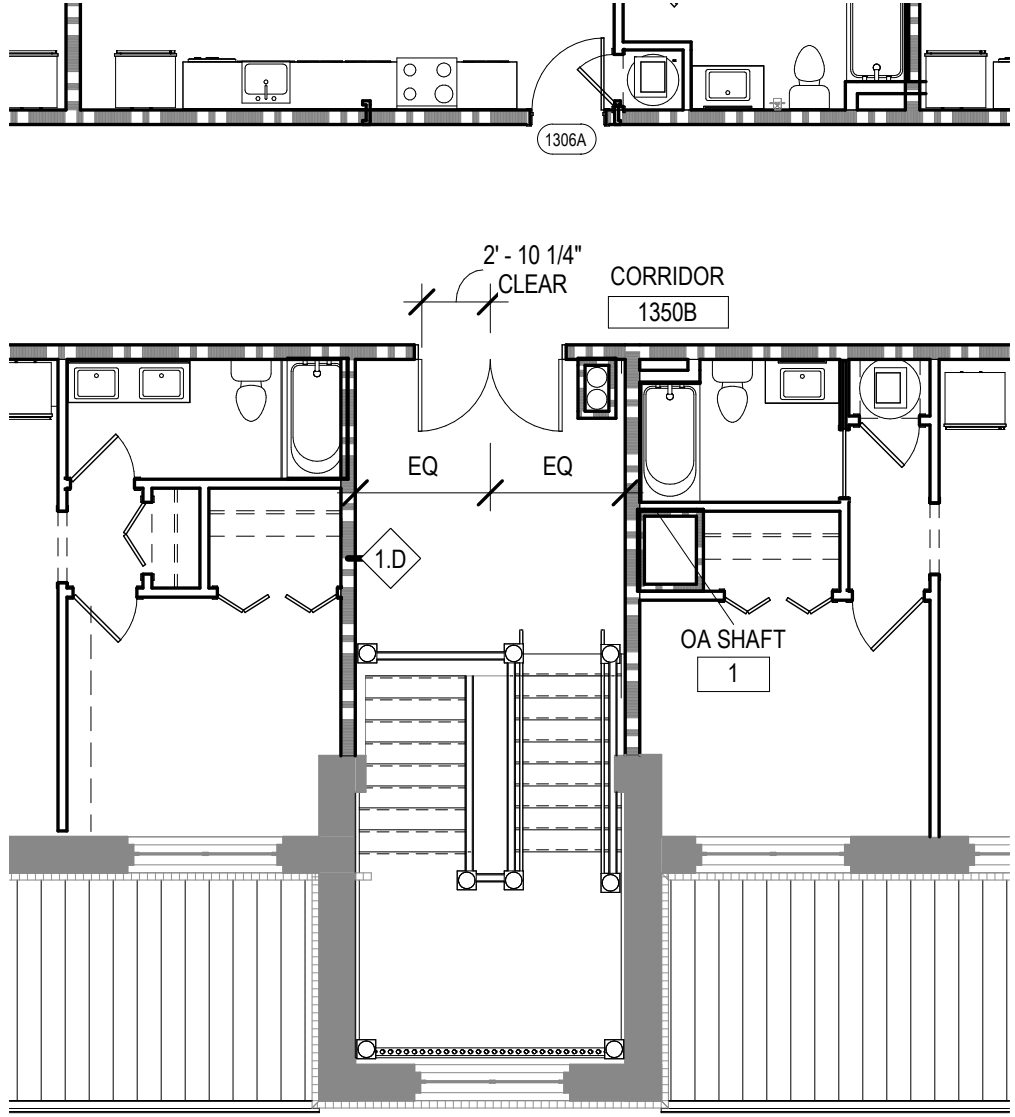 1306A
2' - 10 1/4"
CLEAR
CORRIDOR
1350B
EQ
EQ
1.D
OA SHAFT
1